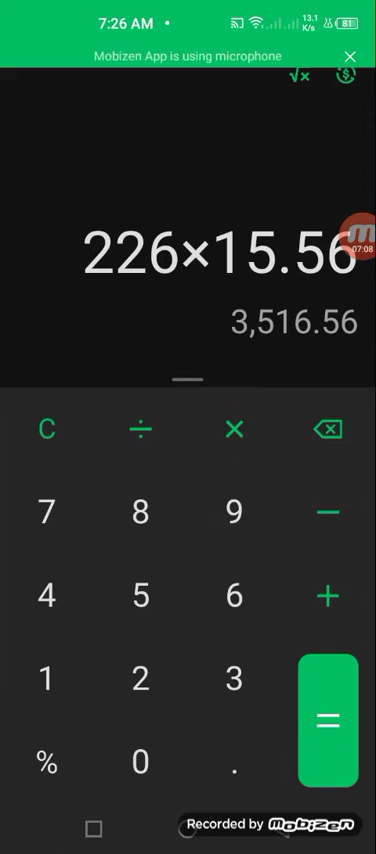 7:26 AM • 13.1 K/s 81
Mobizen App is using microphone ×
√x $
226×15.56
07:08
3,516.56
C ÷ ×
7 8 9 −
4 5 6 +
1 2 3
% 0 . =
Recorded by mobizen